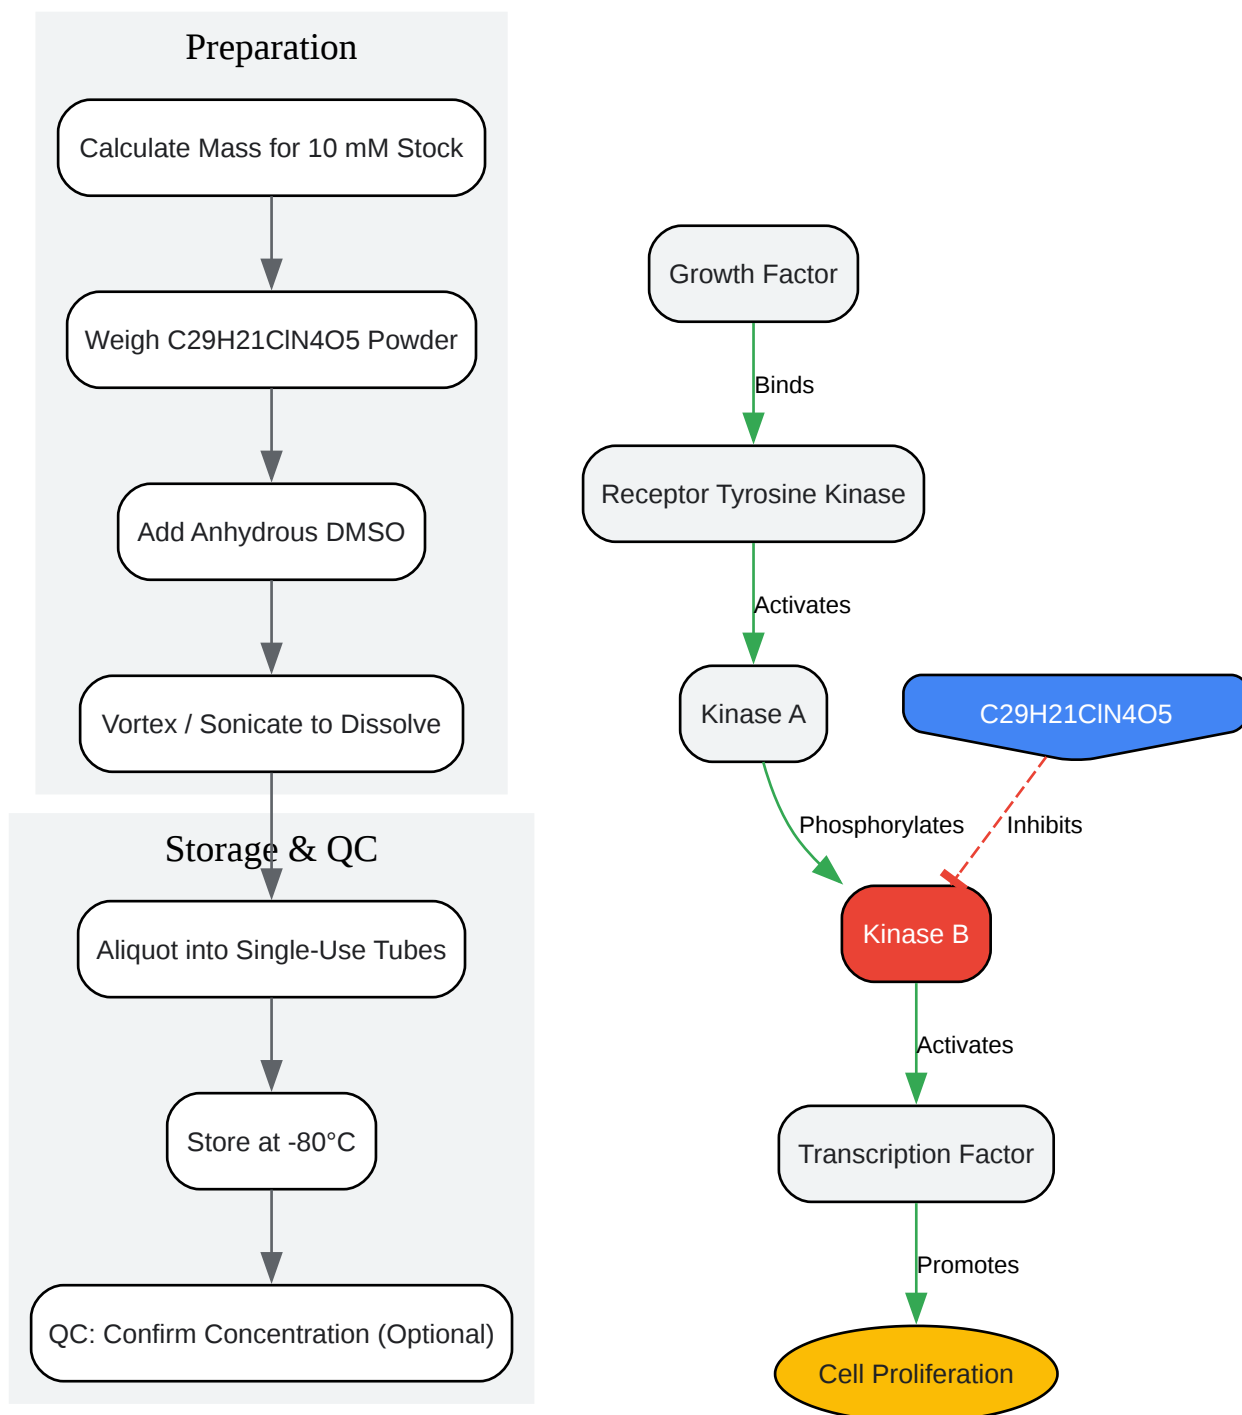 Preparation
Calculate Mass for 10 mM Stock
Weigh C29H21ClN4O5 Powder
Add Anhydrous DMSO
Vortex / Sonicate to Dissolve
Storage & QC
Aliquot into Single-Use Tubes
Store at -80°C
QC: Confirm Concentration (Optional)
Growth Factor
Binds
Receptor Tyrosine Kinase
Activates
Kinase A
C29H21ClN4O5
Phosphorylates
Inhibits
Kinase B
Activates
Transcription Factor
Promotes
Cell Proliferation